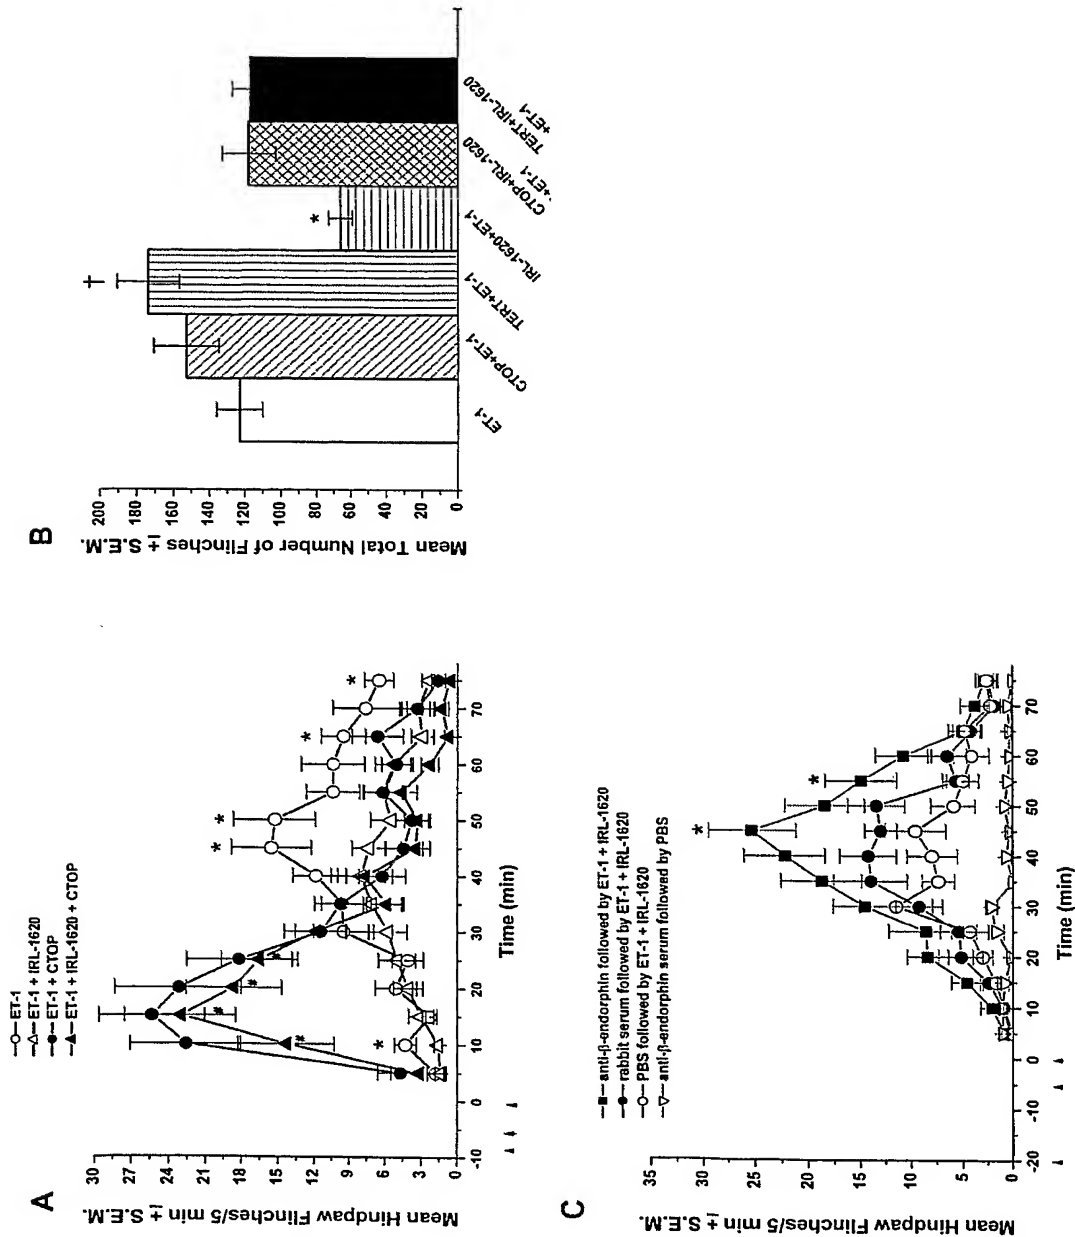 A
Mean Hindpaw Flinches/5 min ± S.E.M.
30
27
24
21
18
15
12
9
6
3
0
-10
0
10
20
30
40
50
60
70
Time (min)
ET-1
ET-1 + IRL-1620
ET-1 + CTOP
ET-1 + IRL-1620 + CTOP
*
*
*
*
*
*
*
*
*
B
Mean Total Number of Flinches ± S.E.M.
200
180
160
140
120
100
80
60
40
20
0
†
*
ET-1
CTOP+ET-1
TERT+ET-1
IRL-1620+ET-1
CTOP+IRL-1620
+ET-1
TERT+IRL-1620
+ET-1
C
Mean Hindpaw Flinches/5 min ± S.E.M.
35
30
25
20
15
10
5
0
-20
-10
0
10
20
30
40
50
60
70
Time (min)
anti-β-endorphin followed by ET-1 + IRL-1620
rabbit serum followed by ET-1 + IRL-1620
PBS followed by ET-1 + IRL-1620
anti-β-endorphin serum followed by PBS
*
*